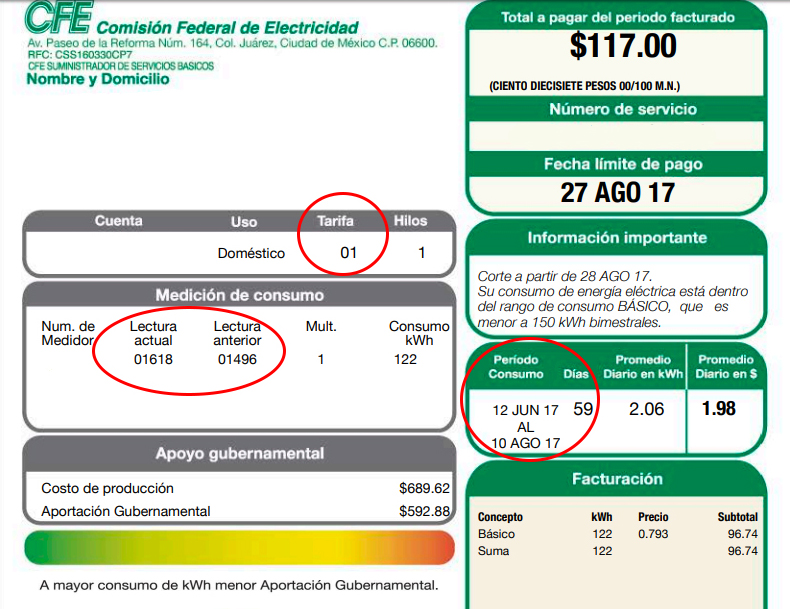 CFE Comisión Federal de Electricidad
Av. Paseo de la Reforma Núm. 164, Col. Juárez, Ciudad de México C.P. 06600.
RFC: CSS160330CP7
CFE SUMINISTRADOR DE SERVICIOS BASICOS
Nombre y Domicilio
Total a pagar del periodo facturado
$117.00
(CIENTO DIECISIETE PESOS 00/100 M.N.)
Número de servicio
Fecha límite de pago
27 AGO 17
Cuenta Uso Tarifa Hilos
Doméstico 01 1
Información importante
Corte a partir de 28 AGO 17.
Su consumo de energía eléctrica está dentro
del rango de consumo BÁSICO, que es
menor a 150 kWh bimestrales.
Medición de consumo
Num. de Lectura Lectura Mult. Consumo
Medidor actual anterior kWh
01618 01496 1 122
Período Promedio Promedio
Consumo Días Diario en kWh Diario en $
12 JUN 17 59 2.06 1.98
AL
10 AGO 17
Apoyo gubernamental
Costo de producción $689.62
Aportación Gubernamental $592.88
A mayor consumo de kWh menor Aportación Gubernamental.
Facturación
Concepto kWh Precio Subtotal
Básico 122 0.793 96.74
Suma 122 96.74